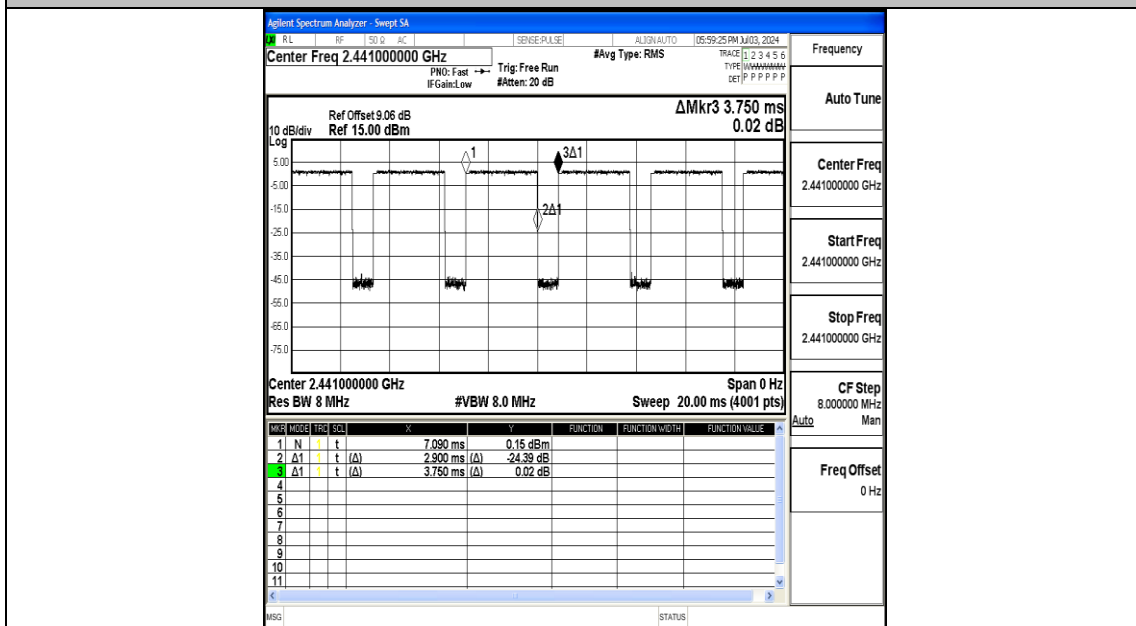 Agilent Spectrum Analyzer - Swept SA
RL RF 50 Ω AC SENSE:PULSE ALIGN AUTO 05:59:25 PM Jul 03, 2024
Center Freq 2.441000000 GHz #Avg Type: RMS TRACE 1 2 3 4 5 6
PNO: Fast Trig: Free Run TYPE
IFGain:Low #Atten: 20 dB DET P P P P P P
Frequency
Auto Tune
Center Freq
2.441000000 GHz
Start Freq
2.441000000 GHz
Stop Freq
2.441000000 GHz
CF Step
8.000000 MHz
Auto Man
Freq Offset
0 Hz
ΔMkr3 3.750 ms
0.02 dB
Ref Offset 9.06 dB
10 dB/div Ref 15.00 dBm
Log
1 3Δ1
2Δ1
5.00
-5.00
-15.0
-25.0
-35.0
-45.0
-55.0
-65.0
-75.0
Center 2.441000000 GHz Span 0 Hz
Res BW 8 MHz #VBW 8.0 MHz Sweep 20.00 ms (4001 pts)
MKR MODE TRC SCL X Y FUNCTION FUNCTION WIDTH FUNCTION VALUE
1 N 1 t 7.090 ms 0.15 dBm
2 Δ1 1 t (Δ) 2.900 ms (Δ) -24.39 dB
3 Δ1 1 t (Δ) 3.750 ms (Δ) 0.02 dB
4
5
6
7
8
9
10
11
MSG STATUS